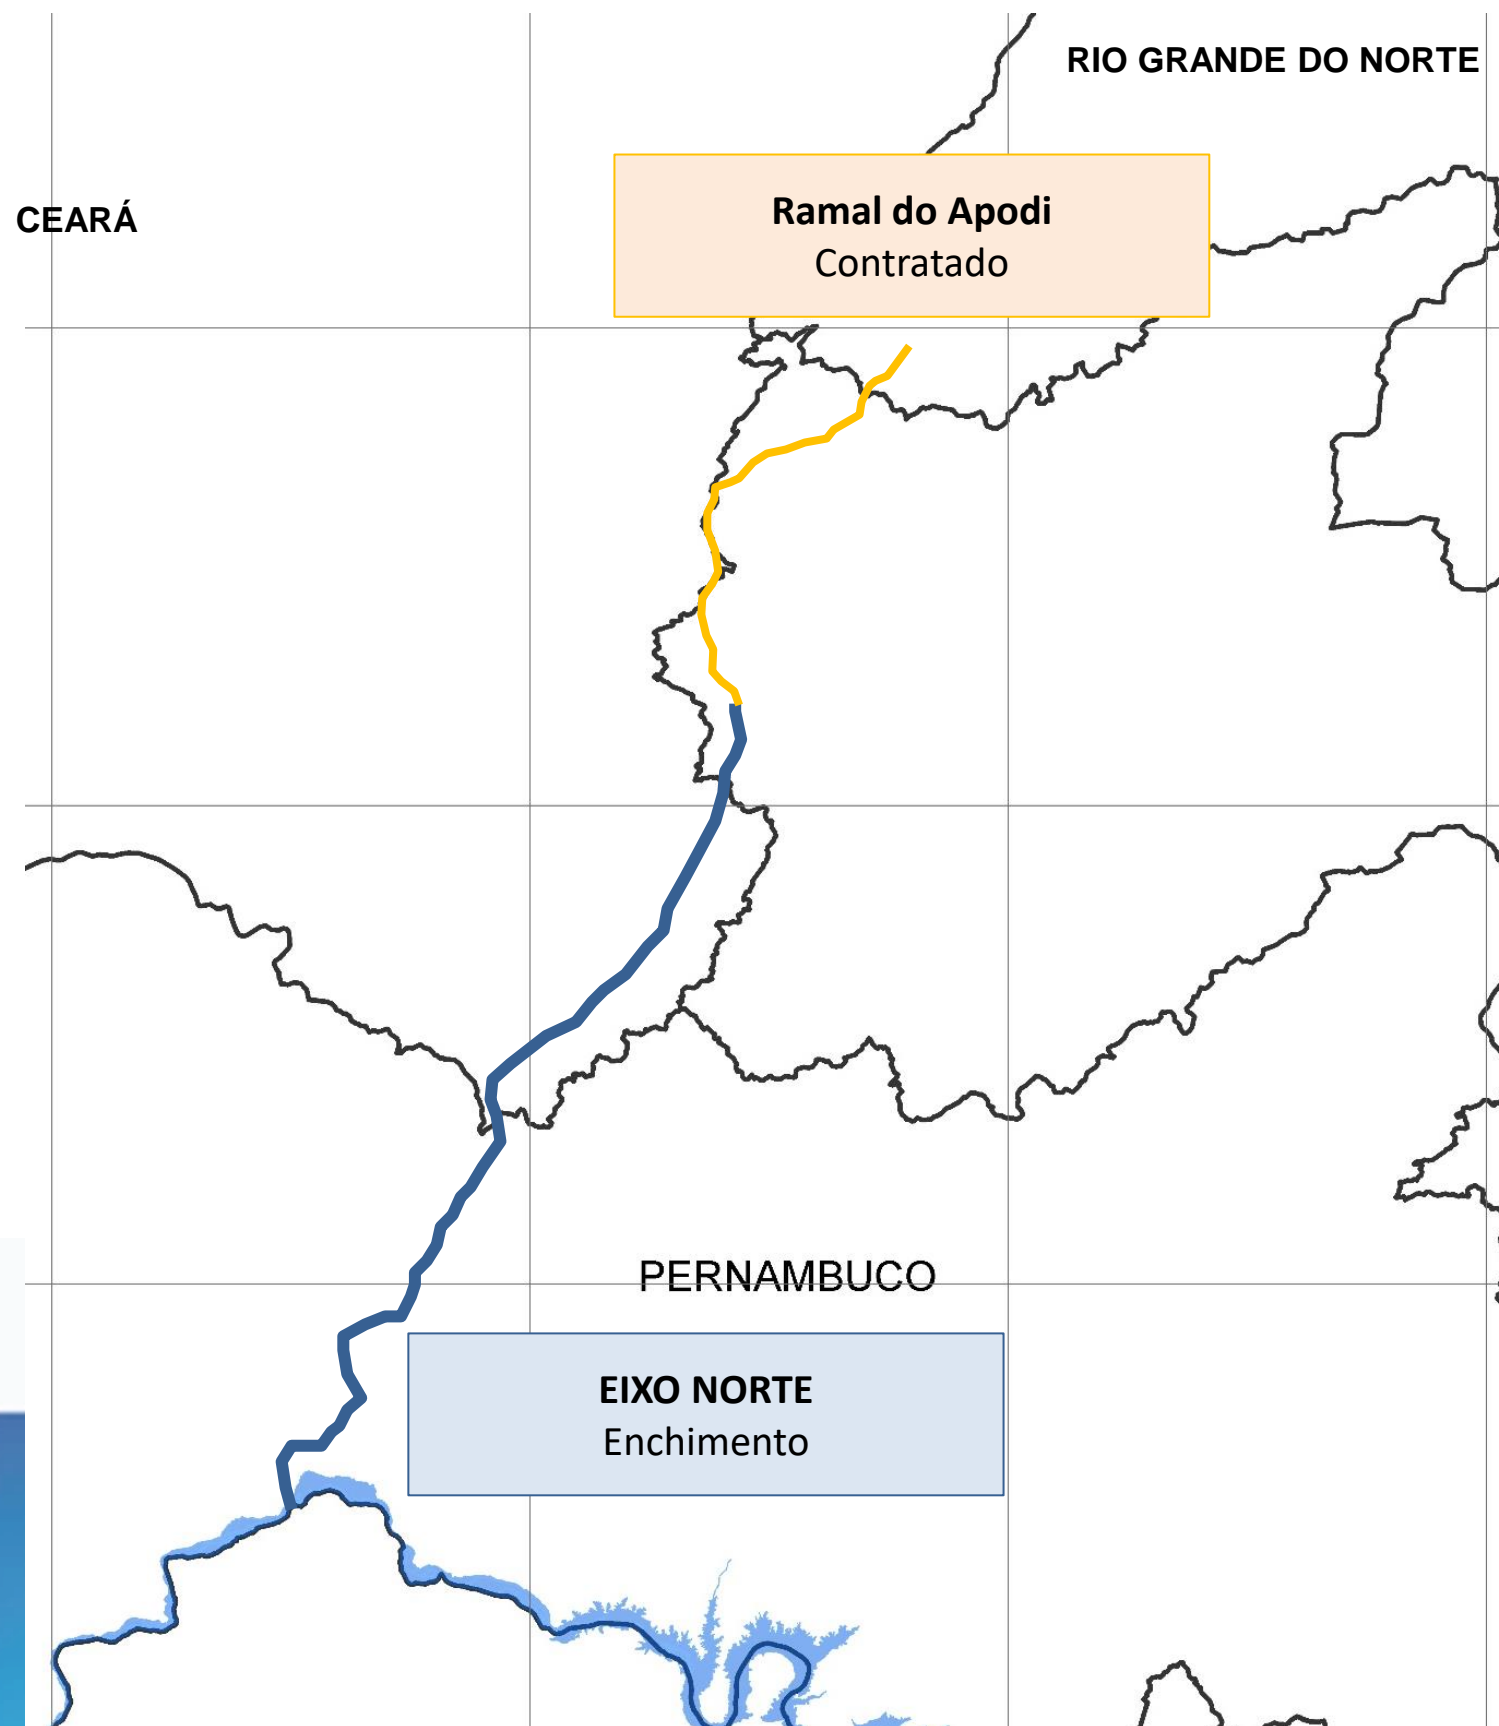 RIO GRANDE DO NORTE
CEARÁ
Ramal do Apodi
Contratado
PERNAMBUCO
EIXO NORTE
Enchimento